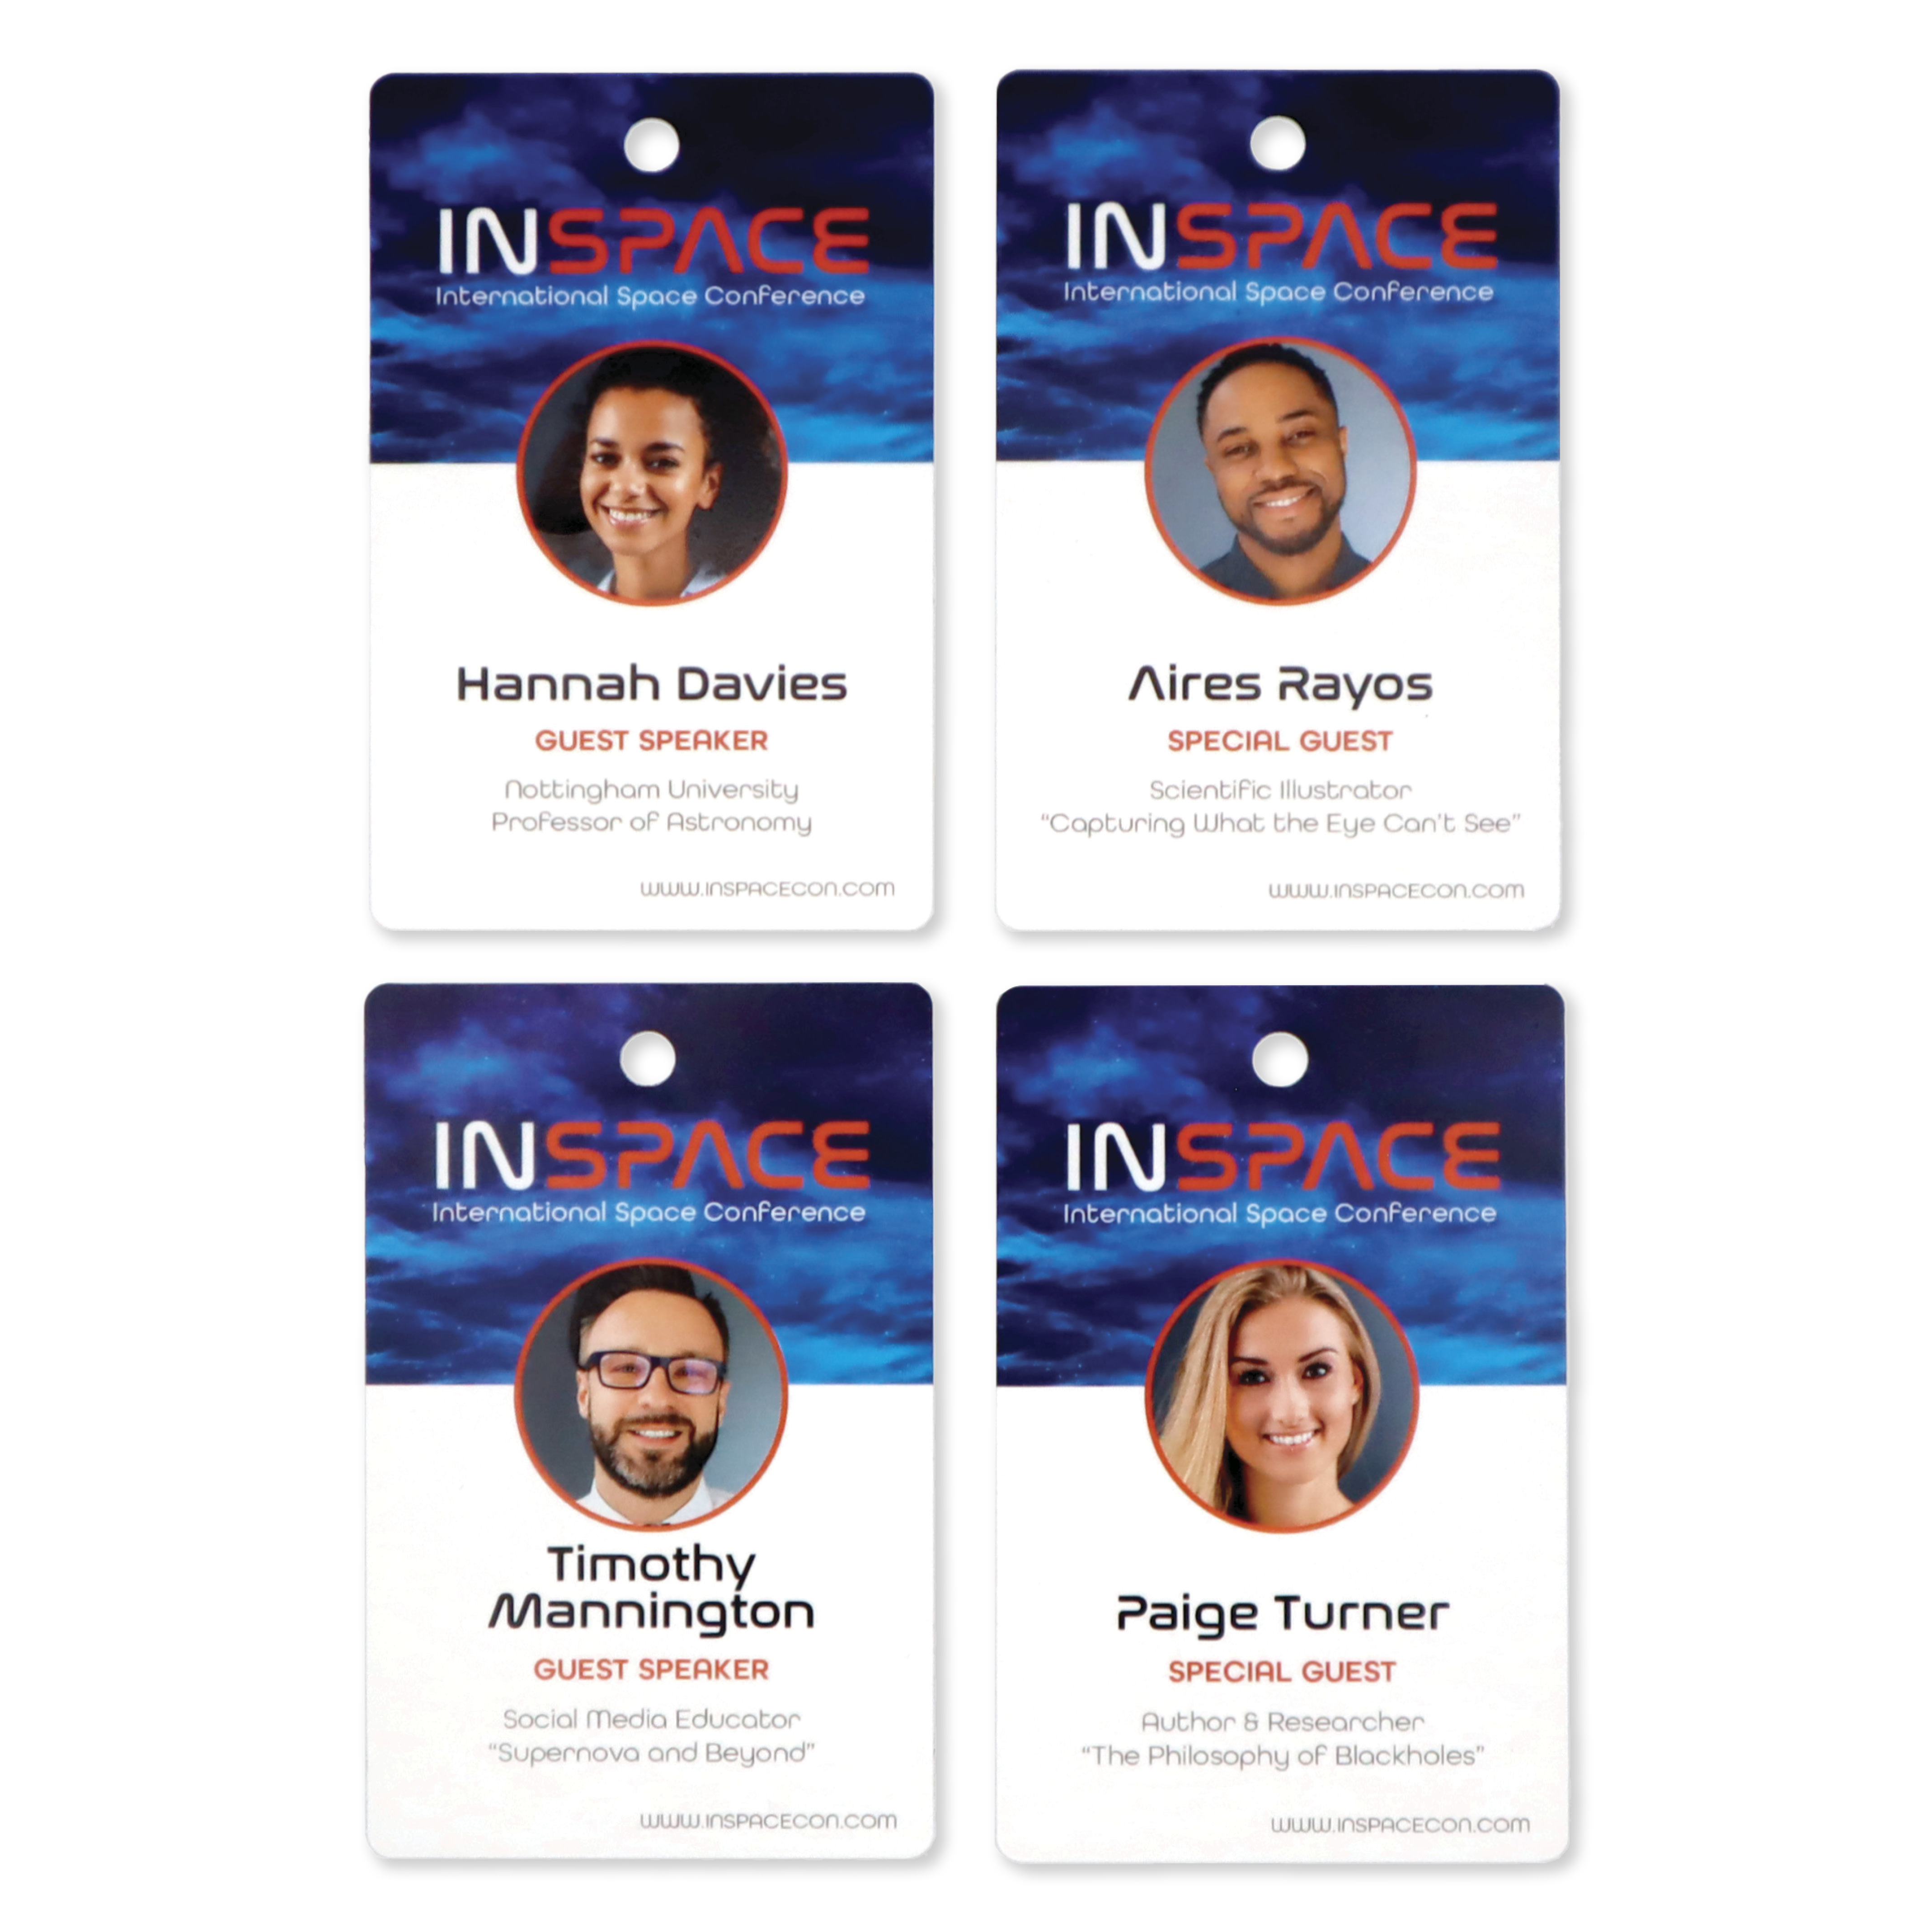 INSPACE
International Space Conference
Hannah Davies
GUEST SPEAKER
Nottingham University
Professor of Astronomy
www.inspacecon.com
INSPACE
International Space Conference
Aires Rayos
SPECIAL GUEST
Scientific Illustrator
“Capturing What the Eye Can't See”
www.inspacecon.com
INSPACE
International Space Conference
Timothy
Mannington
GUEST SPEAKER
Social Media Educator
“Supernova and Beyond”
www.inspacecon.com
INSPACE
International Space Conference
Paige Turner
SPECIAL GUEST
Author & Researcher
“The Philosophy of Blackholes”
www.inspacecon.com